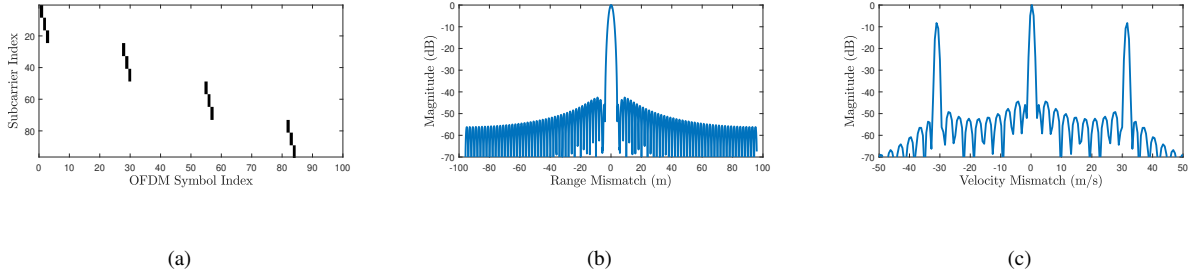 20
40
60
80
Subcarrier Index
0 10 20 30 40 50 60 70 80 90 100
OFDM Symbol Index
(a)
0
-10
-20
-30
-40
-50
-60
-70
Magnitude (dB)
-100 -80 -60 -40 -20 0 20 40 60 80 100
Range Mismatch (m)
(b)
0
-10
-20
-30
-40
-50
-60
-70
Magnitude (dB)
-50 -40 -30 -20 -10 0 10 20 30 40 50
Velocity Mismatch (m/s)
(c)